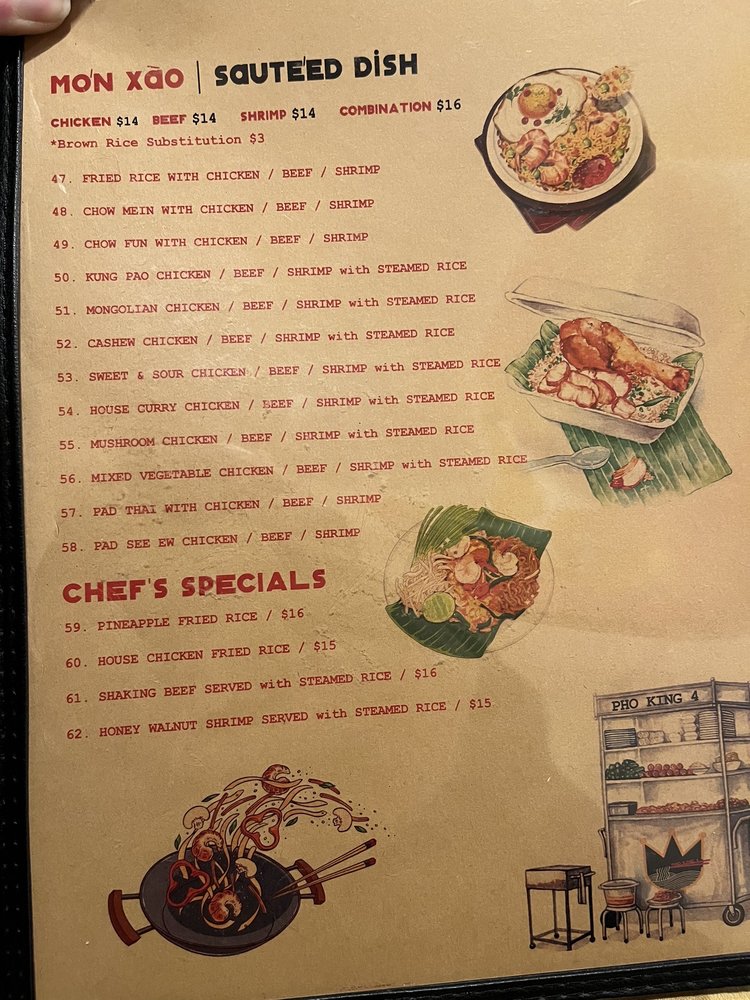 MÓN XÀO | SAUTÉED DISH
CHICKEN $14 BEEF $14 SHRIMP $14 COMBINATION $16
*Brown Rice Substitution $3
47. FRIED RICE WITH CHICKEN / BEEF / SHRIMP
48. CHOW MEIN WITH CHICKEN / BEEF / SHRIMP
49. CHOW FUN WITH CHICKEN / BEEF / SHRIMP
50. KUNG PAO CHICKEN / BEEF / SHRIMP with STEAMED RICE
51. MONGOLIAN CHICKEN / BEEF / SHRIMP with STEAMED RICE
52. CASHEW CHICKEN / BEEF / SHRIMP with STEAMED RICE
53. SWEET & SOUR CHICKEN / BEEF / SHRIMP with STEAMED RICE
54. HOUSE CURRY CHICKEN / BEEF / SHRIMP with STEAMED RICE
55. MUSHROOM CHICKEN / BEEF / SHRIMP with STEAMED RICE
56. MIXED VEGETABLE CHICKEN / BEEF / SHRIMP with STEAMED RICE
57. PAD THAI WITH CHICKEN / BEEF / SHRIMP
58. PAD SEE EW CHICKEN / BEEF / SHRIMP
CHEF'S SPECIALS
59. PINEAPPLE FRIED RICE / $16
60. HOUSE CHICKEN FRIED RICE / $15
61. SHAKING BEEF SERVED with STEAMED RICE / $16
62. HONEY WALNUT SHRIMP SERVED with STEAMED RICE / $15
PHO KING 4